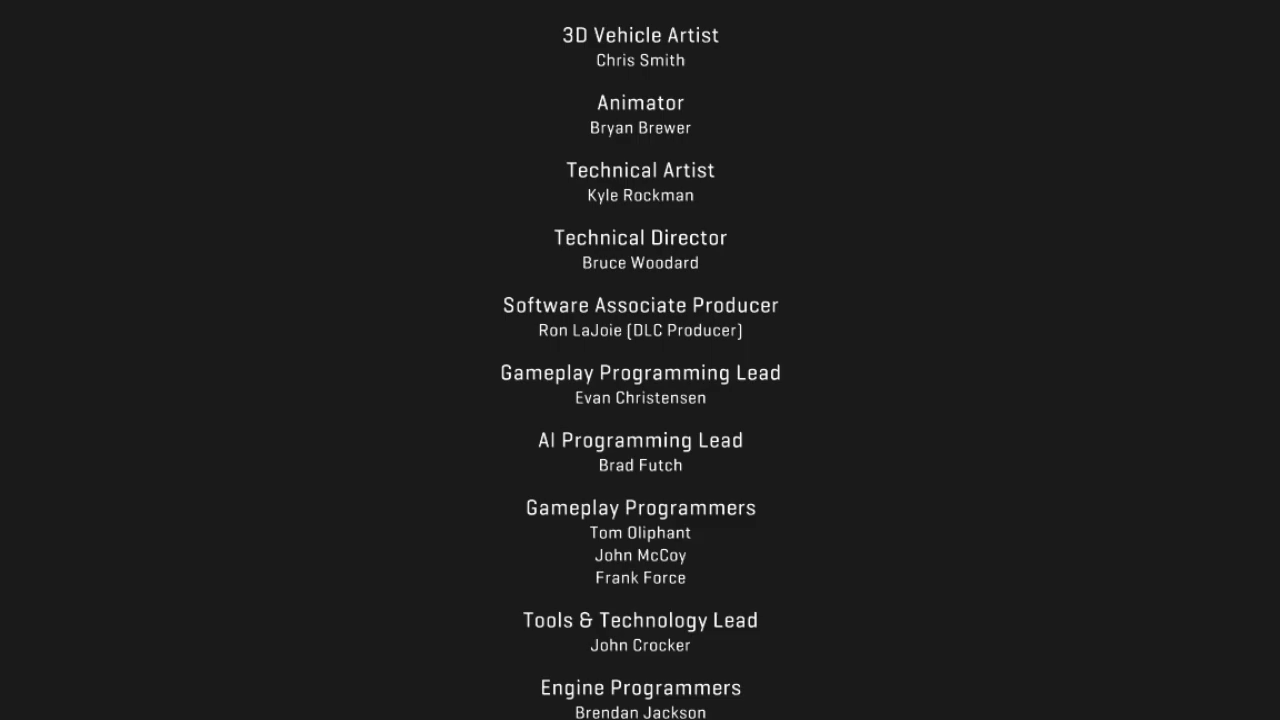 3D Vehicle Artist
Chris Smith
Animator
Bryan Brewer
Technical Artist
Kyle Rockman
Technical Director
Bruce Woodard
Software Associate Producer
Ron LaJoie (DLC Producer)
Gameplay Programming Lead
Evan Christensen
AI Programming Lead
Brad Futch
Gameplay Programmers
Tom Oliphant
John McCoy
Frank Force
Tools & Technology Lead
John Crocker
Engine Programmers
Brendan Jackson